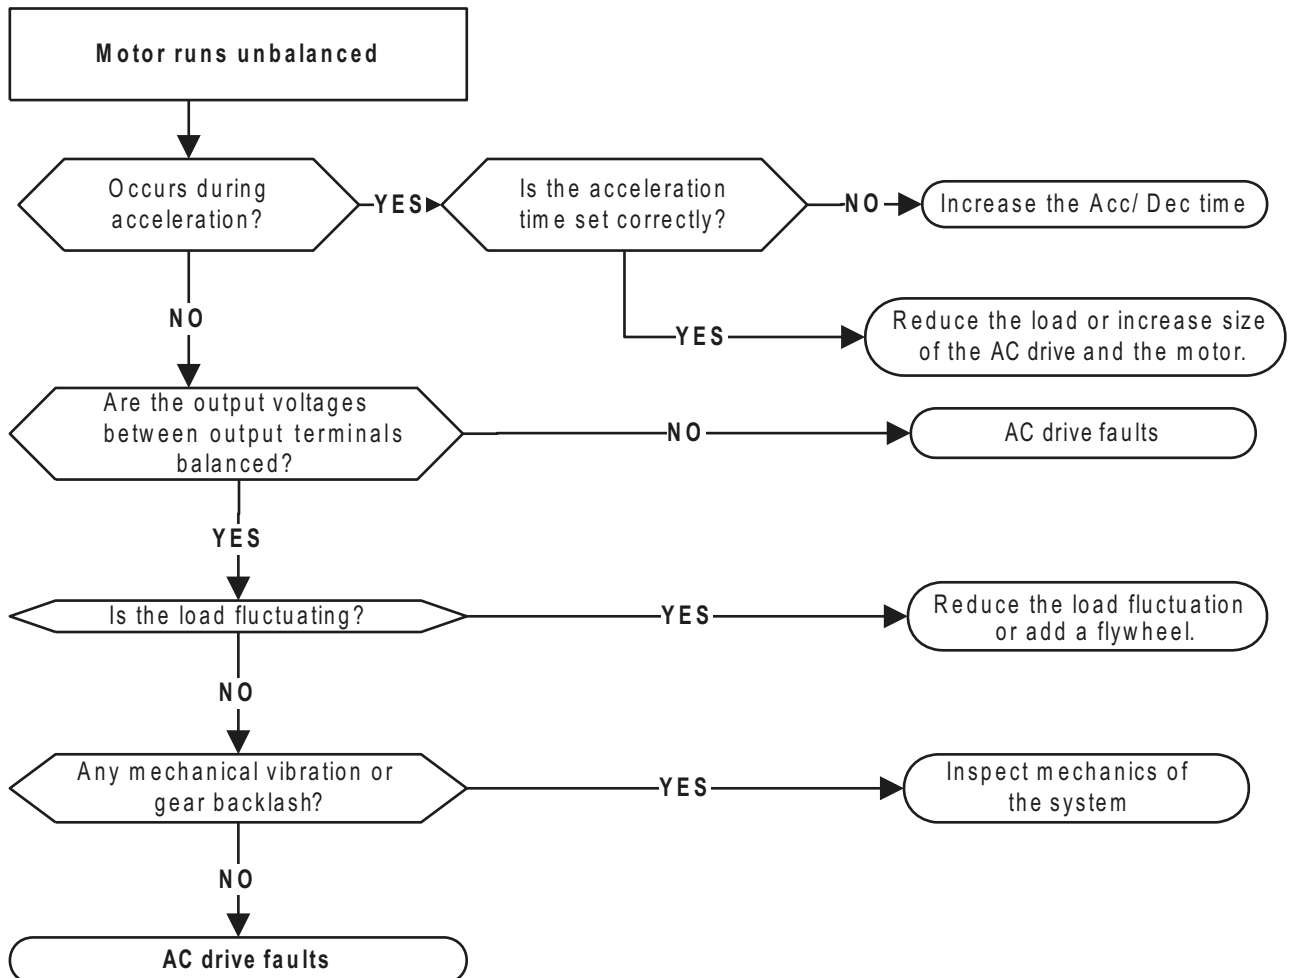 Motor runs unbalanced
Occurs during
acceleration?
YES
Is the acceleration
time set correctly?
NO
Increase the Acc/ Dec time
NO
YES
Reduce the load or increase size
of the AC drive and the motor.
Are the output voltages
between output terminals
balanced?
NO
AC drive faults
YES
Is the load fluctuating?
YES
Reduce the load fluctuation
or add a flywheel.
NO
Any mechanical vibration or
gear backlash?
YES
Inspect mechanics of
the system
NO
AC drive faults